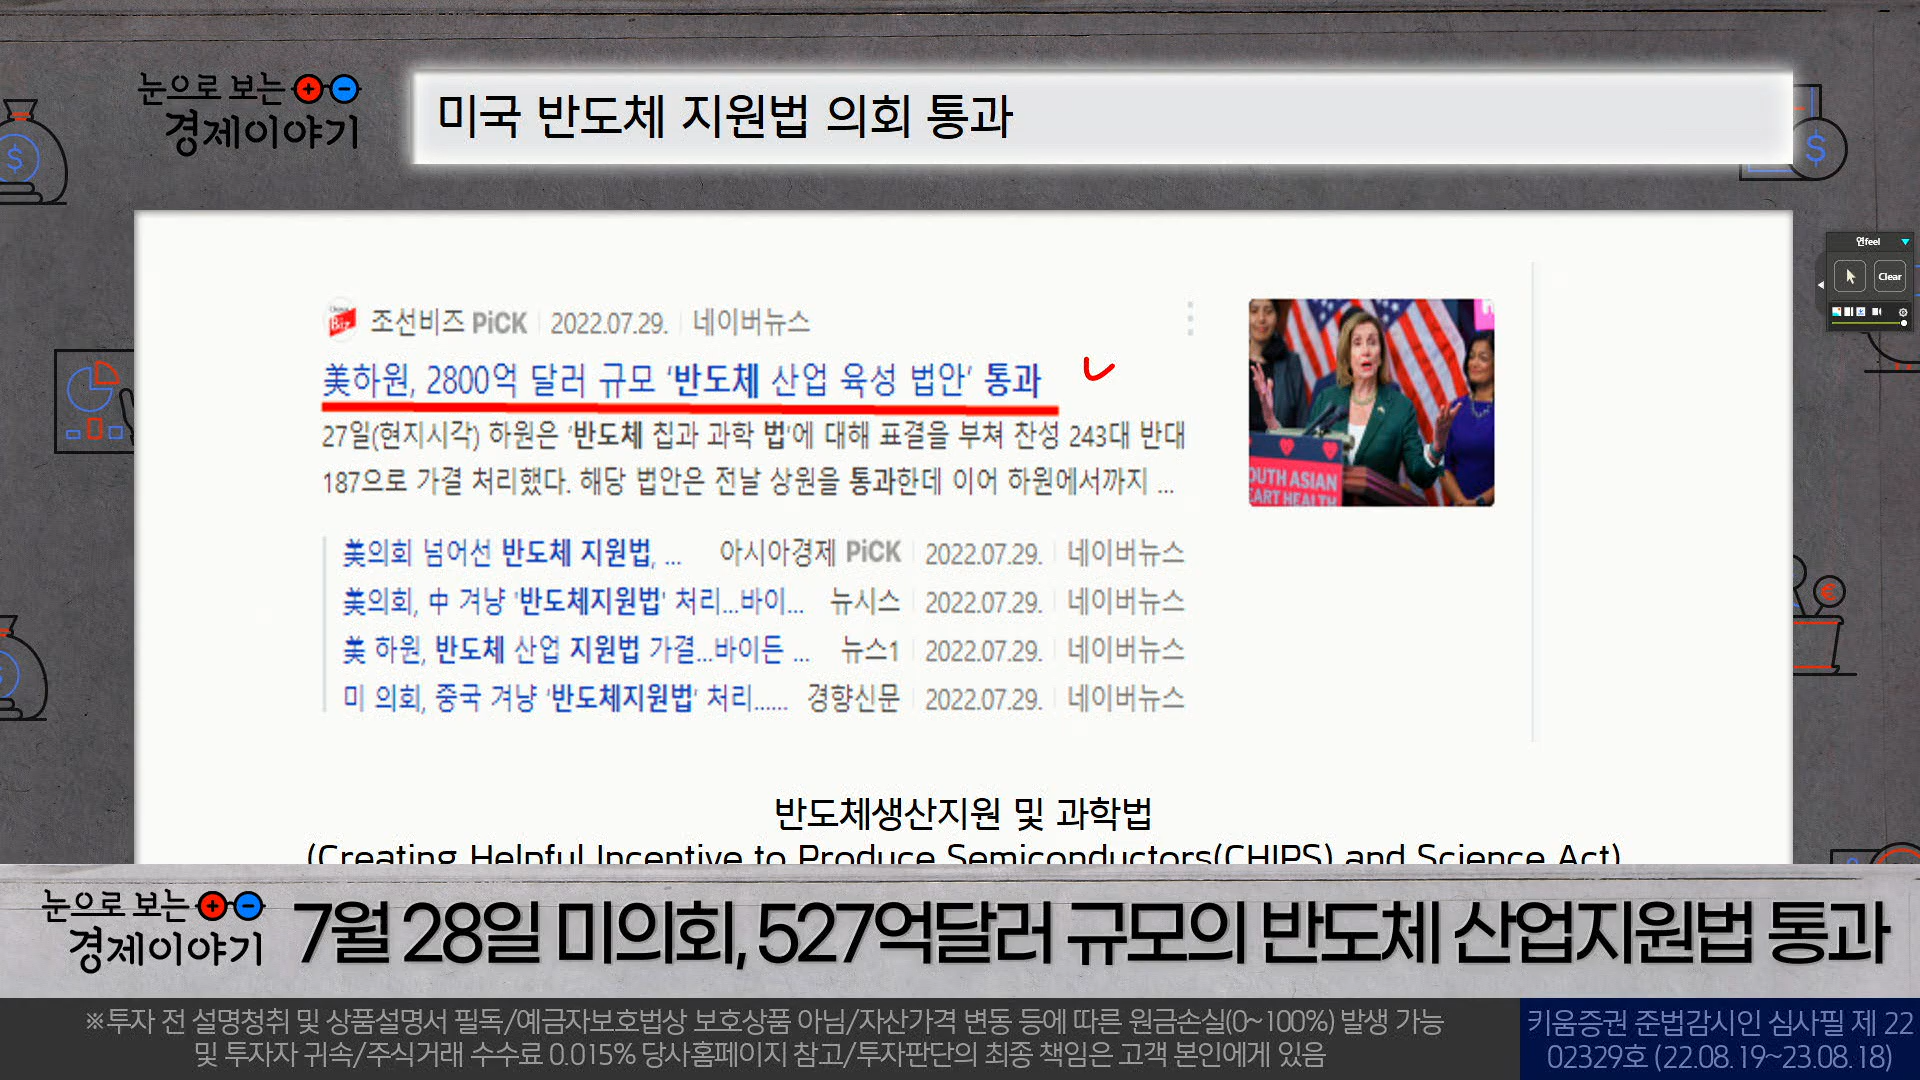 눈으로 보는
경제이야기
미국 반도체 지원법 의회 통과
연feel
Clear
Biz 조선비즈 PiCK 2022.07.29. 네이버뉴스
美하원, 2800억 달러 규모 '반도체 산업 육성 법안' 통과
27일(현지시각) 하원은 '반도체 칩과 과학 법'에 대해 표결을 부쳐 찬성 243대 반대
187으로 가결 처리했다. 해당 법안은 전날 상원을 통과한데 이어 하원에서까지 ...
OUTH ASIAN
EART HEALTH
美의회 넘어선 반도체 지원법, ... 아시아경제 PiCK 2022.07.29. 네이버뉴스
美의회, 中 겨냥 '반도체지원법' 처리...바이... 뉴시스 2022.07.29. 네이버뉴스
美 하원, 반도체 산업 지원법 가결...바이든 ... 뉴스1 2022.07.29. 네이버뉴스
미 의회, 중국 겨냥 '반도체지원법' 처리...... 경향신문 2022.07.29. 네이버뉴스
반도체생산지원 및 과학법
(Creating Helpful Incentive to Produce Semiconductors(CHIPS) and Science Act)
눈으로 보는
경제이야기
7월 28일 미의회, 527억달러 규모의 반도체 산업지원법 통과
※투자 전 설명청취 및 상품설명서 필독/예금자보호법상 보호상품 아님/자산가격 변동 등에 따른 원금손실(0~100%) 발생 가능
및 투자자 귀속/주식거래 수수료 0.015% 당사홈페이지 참고/투자판단의 최종 책임은 고객 본인에게 있음
키움증권 준법감시인 심사필 제 22
02329호 (22.08.19~23.08.18)